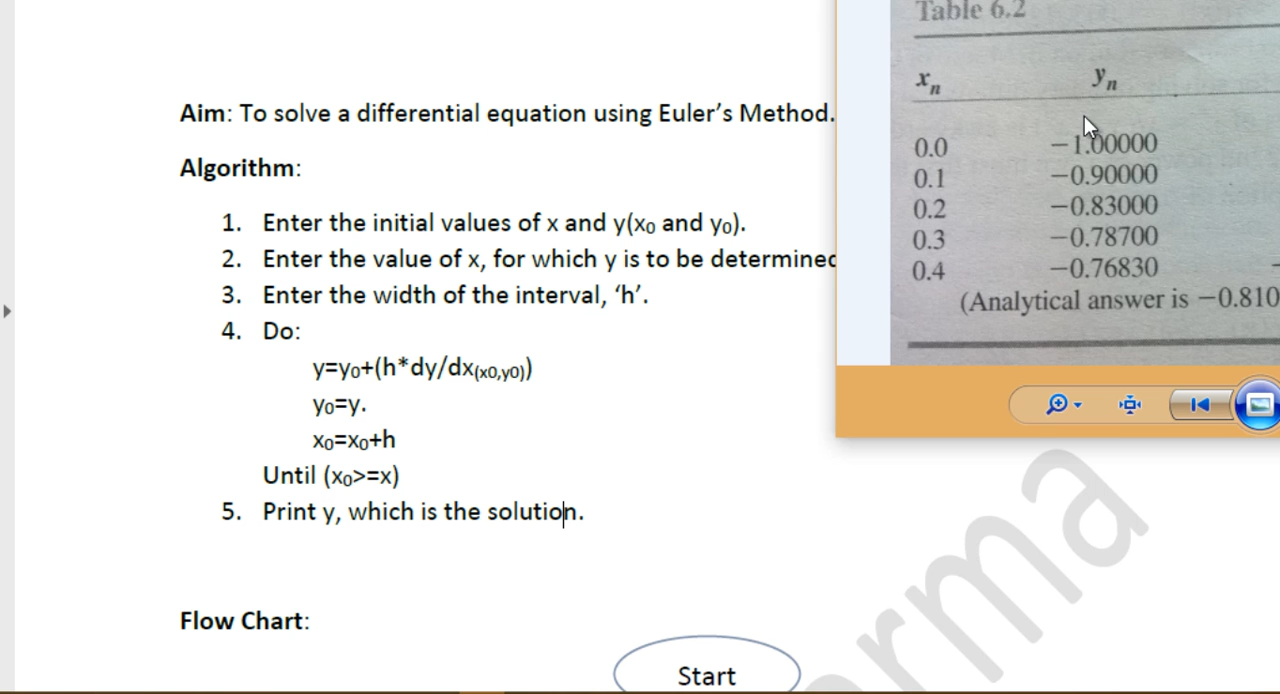 Aim: To solve a differential equation using Euler's Method.
Algorithm:
1. Enter the initial values of x and y(x0 and y0).
2. Enter the value of x, for which y is to be determined
3. Enter the width of the interval, 'h'.
4. Do:
y=y0+(h*dy/dx(x0,y0))
y0=y.
x0=x0+h
Until (x0>=x)
5. Print y, which is the solution.
Flow Chart:
Start
Table 6.2
xn yn
0.0 −1.00000
0.1 −0.90000
0.2 −0.83000
0.3 −0.78700
0.4 −0.76830
(Analytical answer is −0.810